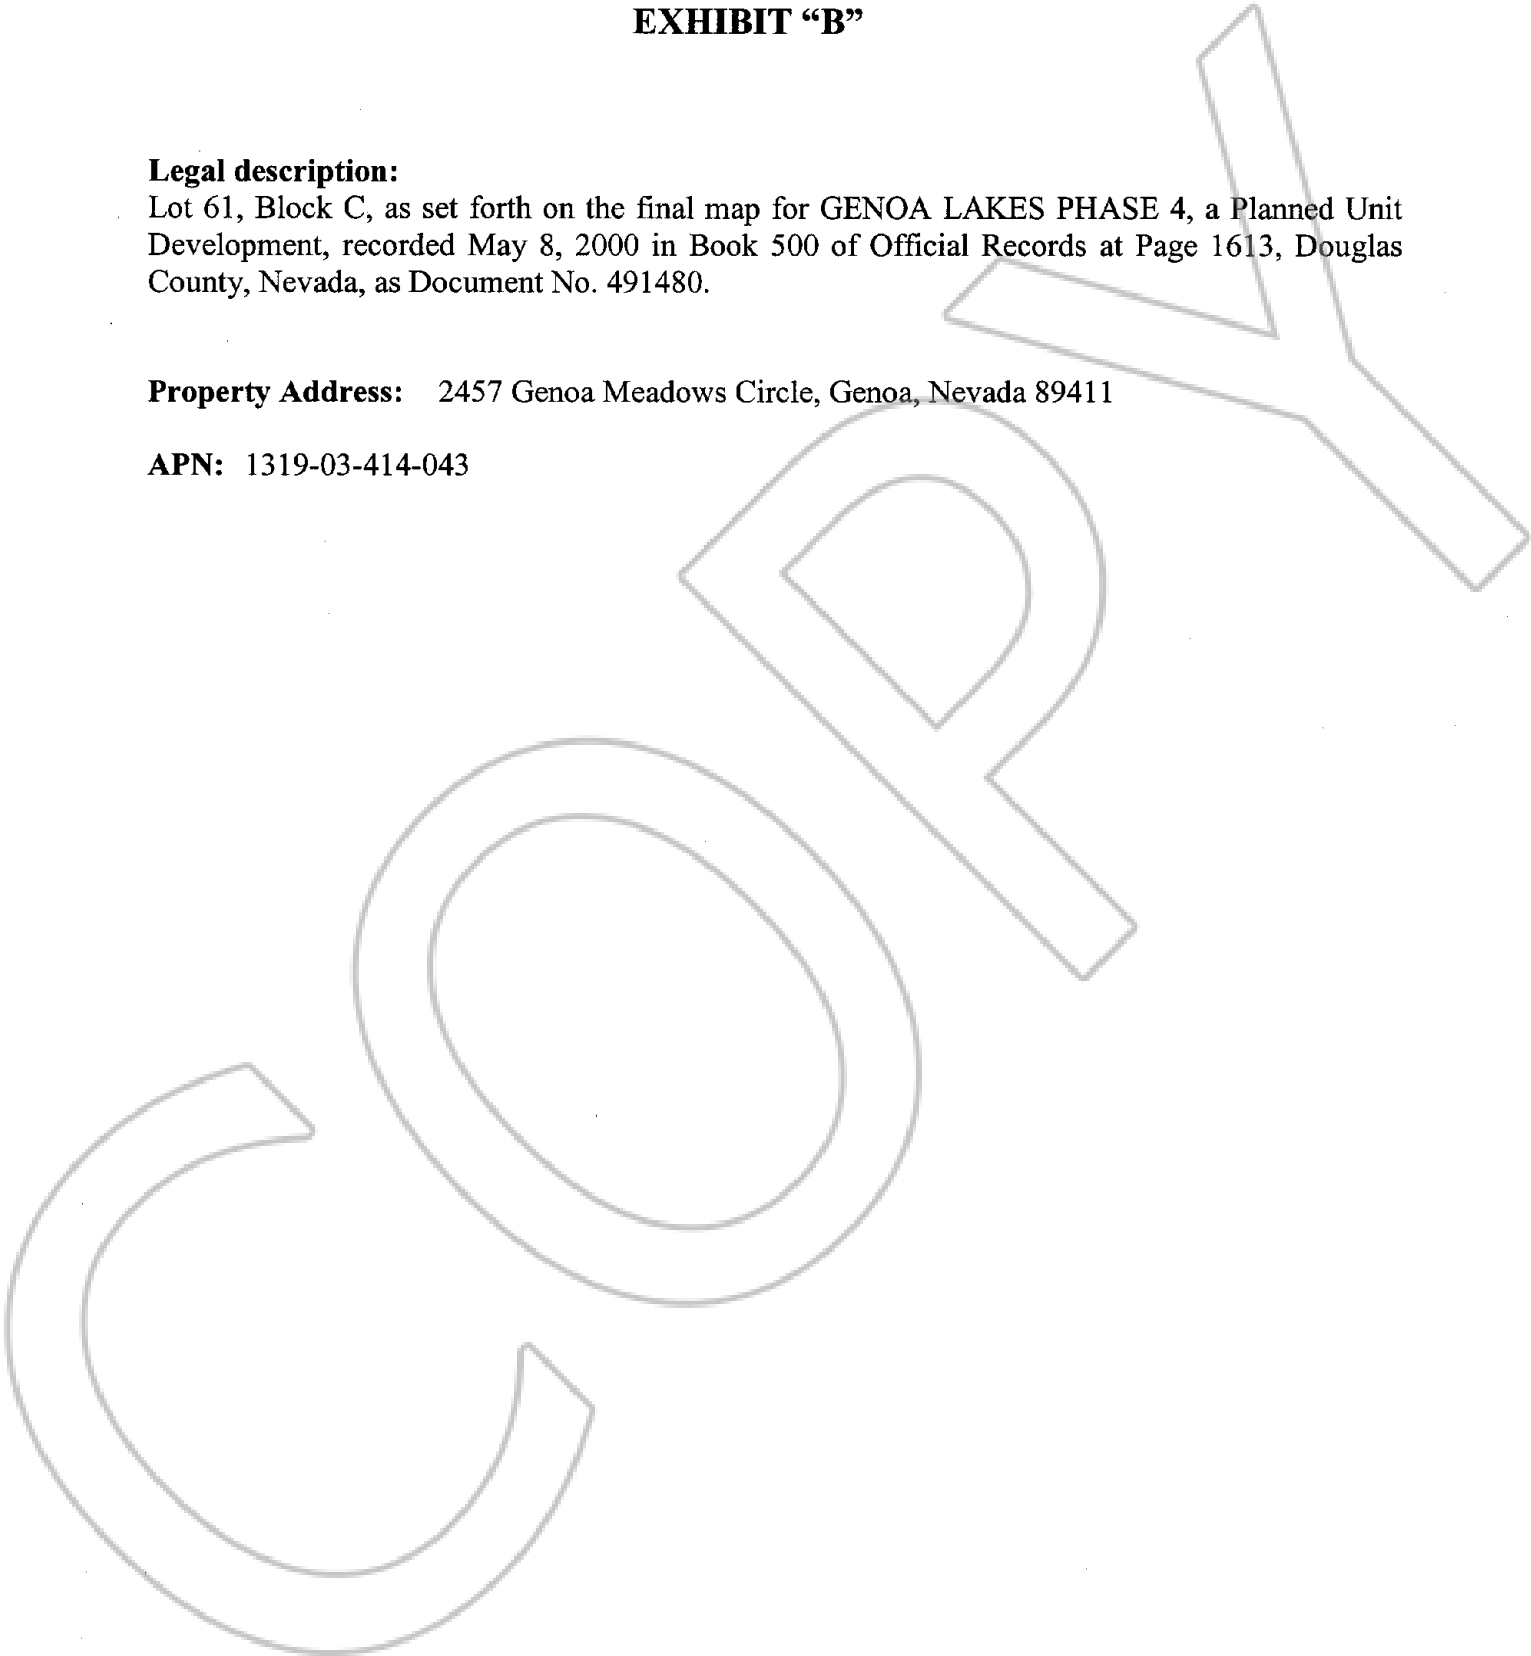 EXHIBIT “B”
Legal description:
Lot 61, Block C, as set forth on the final map for GENOA LAKES PHASE 4, a Planned Unit
Development, recorded May 8, 2000 in Book 500 of Official Records at Page 1613, Douglas
County, Nevada, as Document No. 491480.
Property Address: 2457 Genoa Meadows Circle, Genoa, Nevada 89411
APN: 1319-03-414-043
COPY